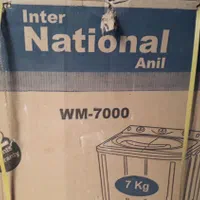 Inter
National
Anil
WM-7000
7 Kg